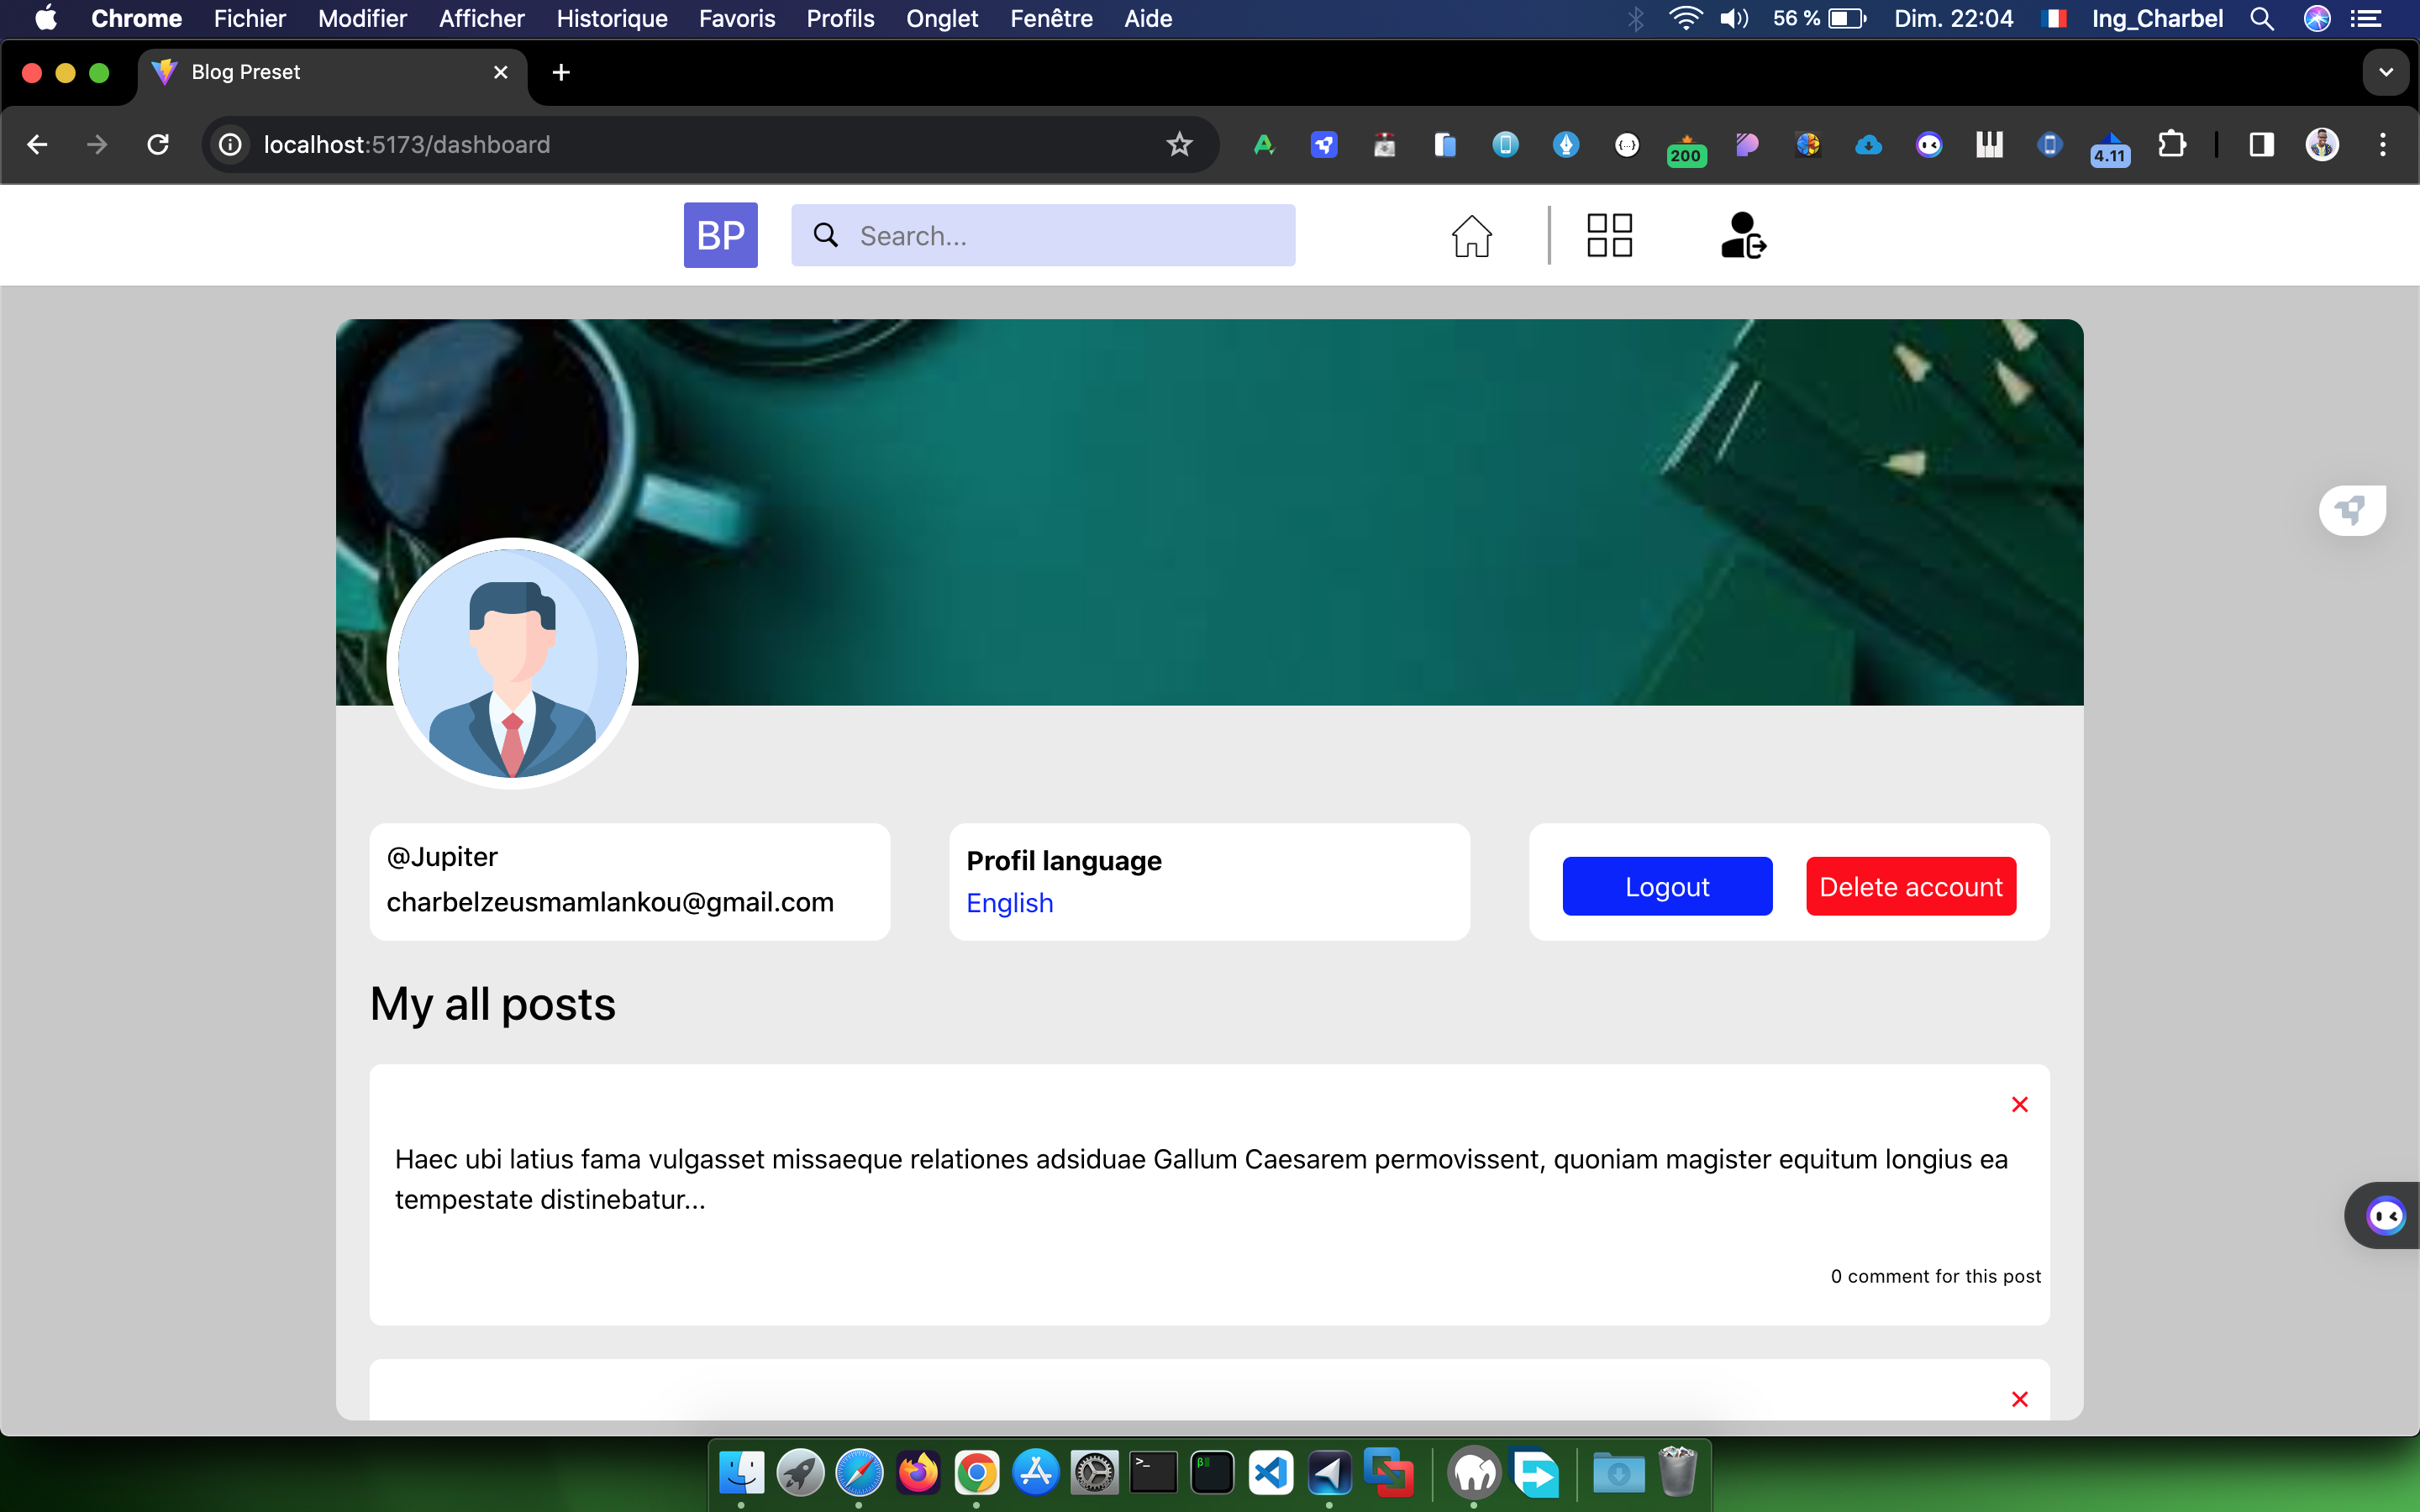 Chrome Fichier Modifier Afficher Historique Favoris Profils Onglet Fenêtre Aide 56 % Dim. 22:04 Ing_Charbel
Blog Preset
localhost:5173/dashboard
200
4.11
BP Search...
@Jupiter
charbelzeusmamlankou@gmail.com
Profil language
English
Logout Delete account
My all posts
Haec ubi latius fama vulgasset missaeque relationes adsiduae Gallum Caesarem permovissent, quoniam magister equitum longius ea
tempestate distinebatur...
0 comment for this post